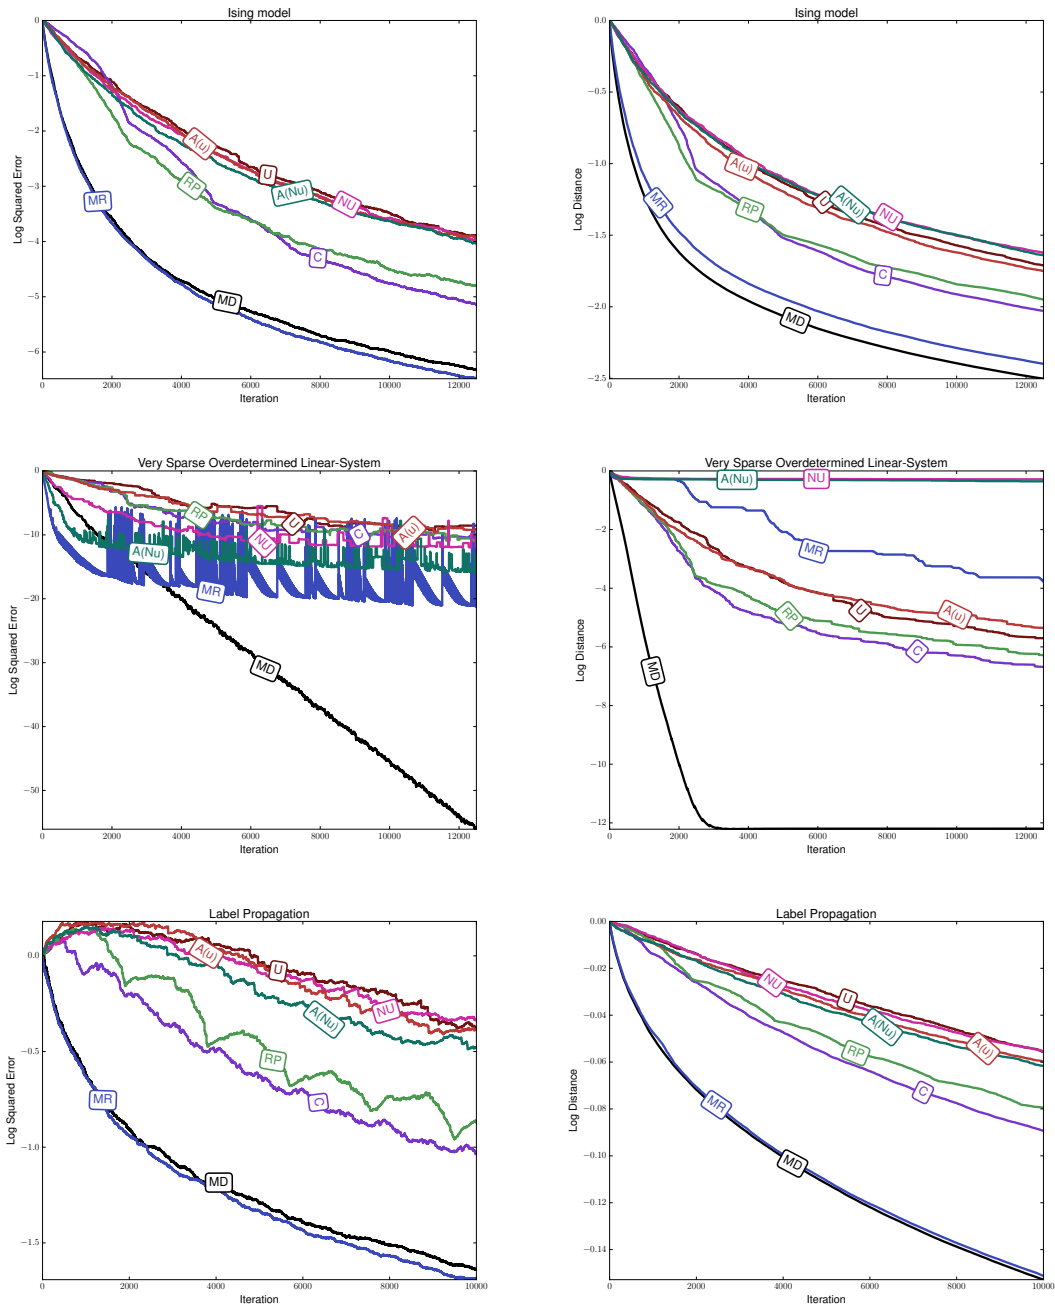 Ising model
0
−1
−2
−3
−4
−5
−6
Log Squared Error
A(u)
U
RP
A(Nu)
NU
MR
C
MD
0 2000 4000 6000 8000 10000 12000
Iteration
Ising model
0.0
−0.5
−1.0
−1.5
−2.0
−2.5
Log Distance
A(u)
MR
RP
U
A(Nu)
NU
C
MD
0 2000 4000 6000 8000 10000 12000
Iteration
Very Sparse Overdetermined Linear-System
0
−10
−20
−30
−40
−50
Log Squared Error
RP
U
C
A(u)
NU
A(Nu)
MR
MD
0 2000 4000 6000 8000 10000 12000
Iteration
Very Sparse Overdetermined Linear-System
0
−2
−4
−6
−8
−10
−12
Log Distance
A(Nu)
NU
MR
RP
U
A(u)
C
MD
0 2000 4000 6000 8000 10000 12000
Iteration
Label Propagation
0.0
−0.5
−1.0
−1.5
Log Squared Error
A(u)
U
NU
A(Nu)
RP
C
MR
MD
0 2000 4000 6000 8000 10000
Iteration
Label Propagation
0.00
−0.02
−0.04
−0.06
−0.08
−0.10
−0.12
−0.14
Log Distance
NU
U
A(Nu)
A(u)
RP
C
MR
MD
0 2000 4000 6000 8000 10000
Iteration